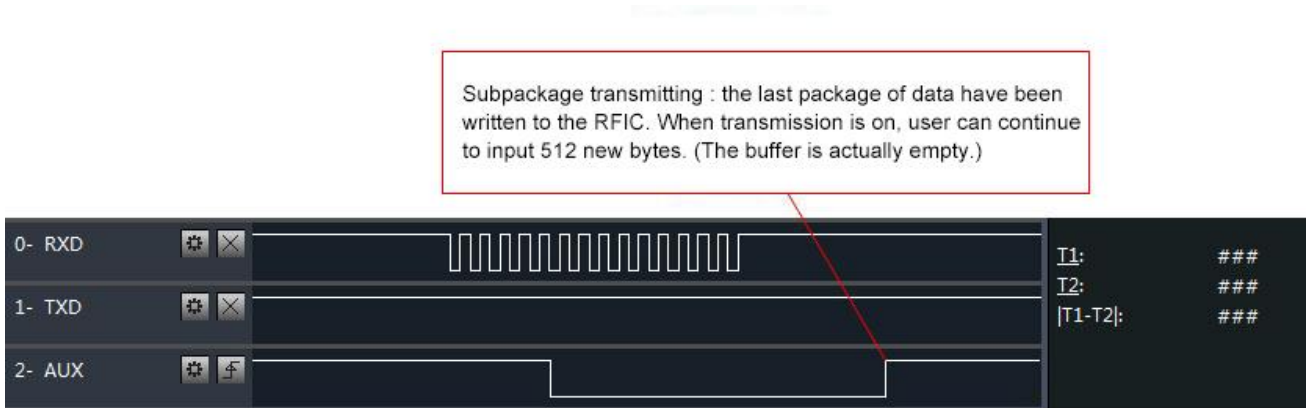 Subpackage transmitting : the last package of data have been
written to the RFIC. When transmission is on, user can continue
to input 512 new bytes. (The buffer is actually empty.)
0- RXD
1- TXD
2- AUX
T1: ###
T2: ###
|T1-T2|: ###